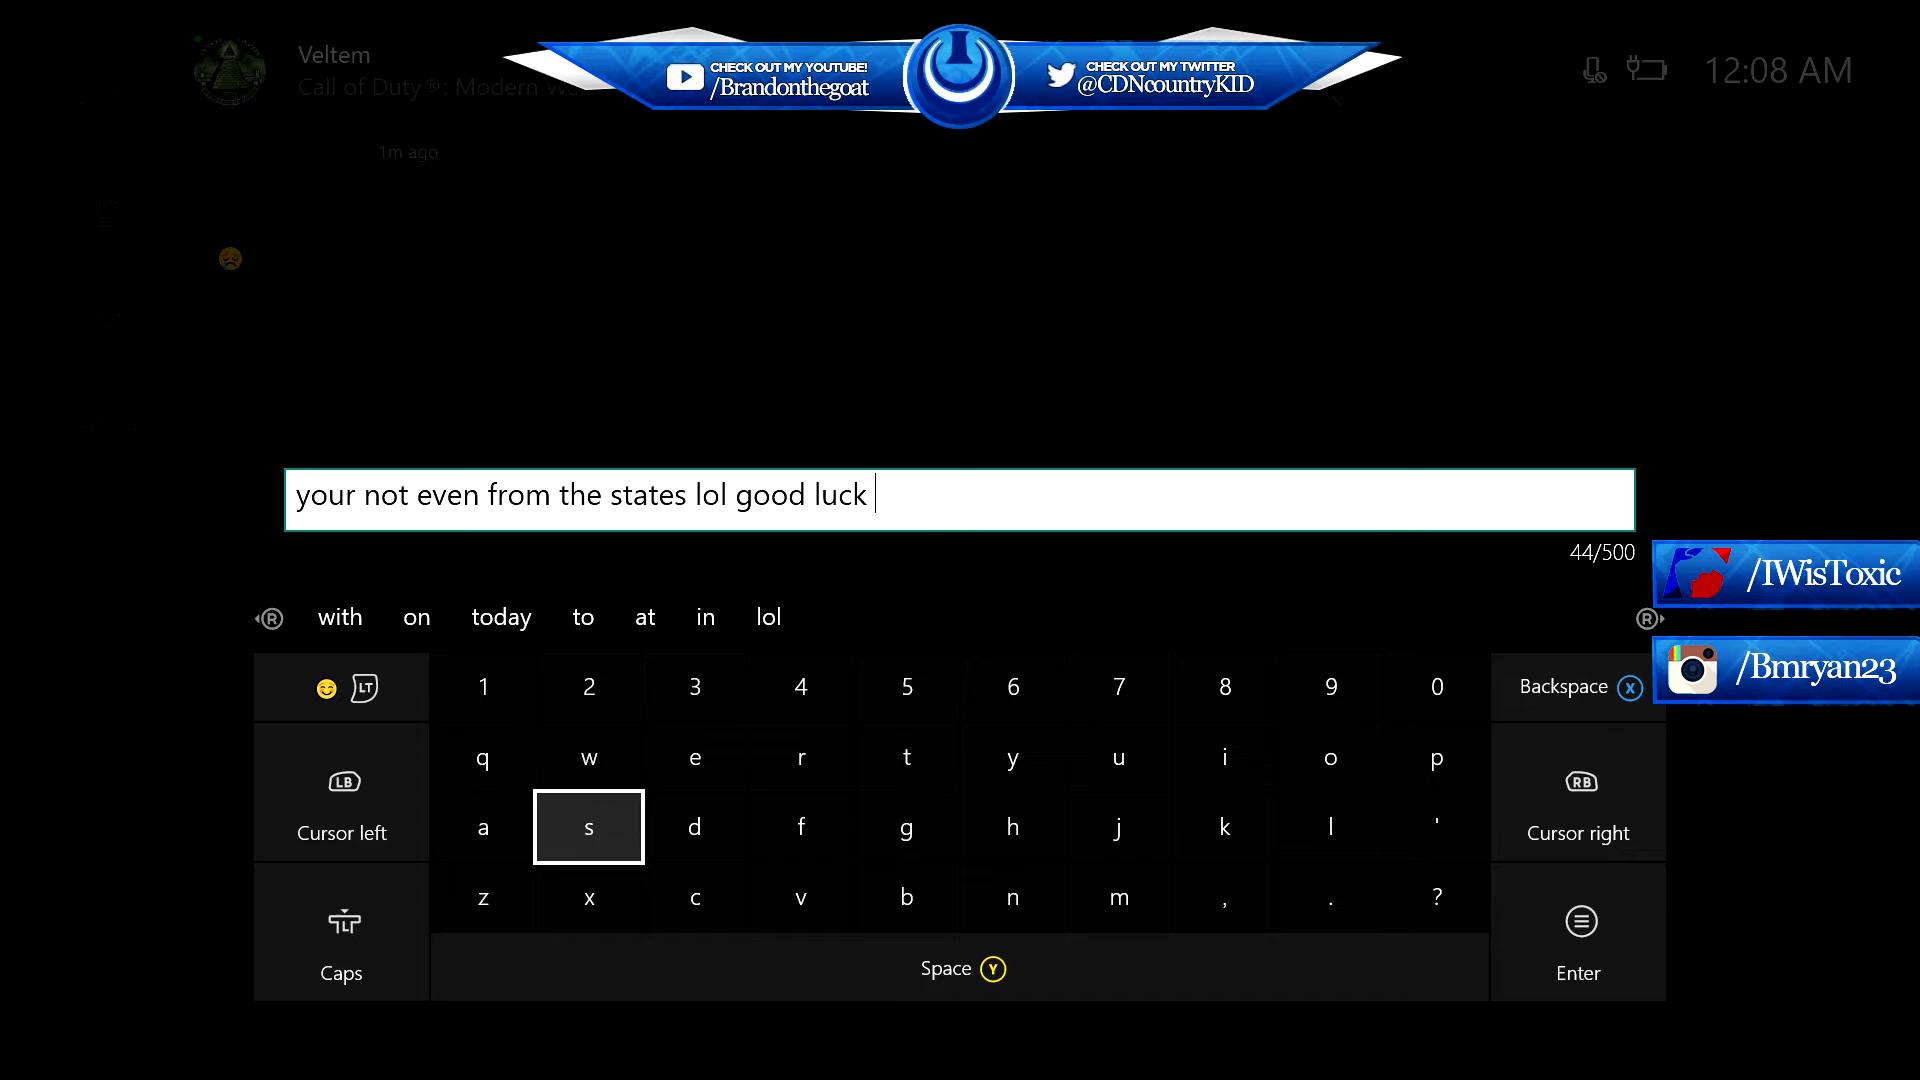 Veltem
Call of Duty®: Modern Wa
CHECK OUT MY YOUTUBE!
/Brandonthegoat
CHECK OUT MY TWITTER
@CDNcountryKID
12:08 AM
1m ago
your not even from the states lol good luck
44/500
/IWisToxic
R with on today to at in lol R
/Bmryan23
LT 1 2 3 4 5 6 7 8 9 0 Backspace X
q w e r t y u i o p
LB RB
Cursor left a s d f g h j k l ' Cursor right
z x c v b n m , . ?
LT
Caps Space Y Enter